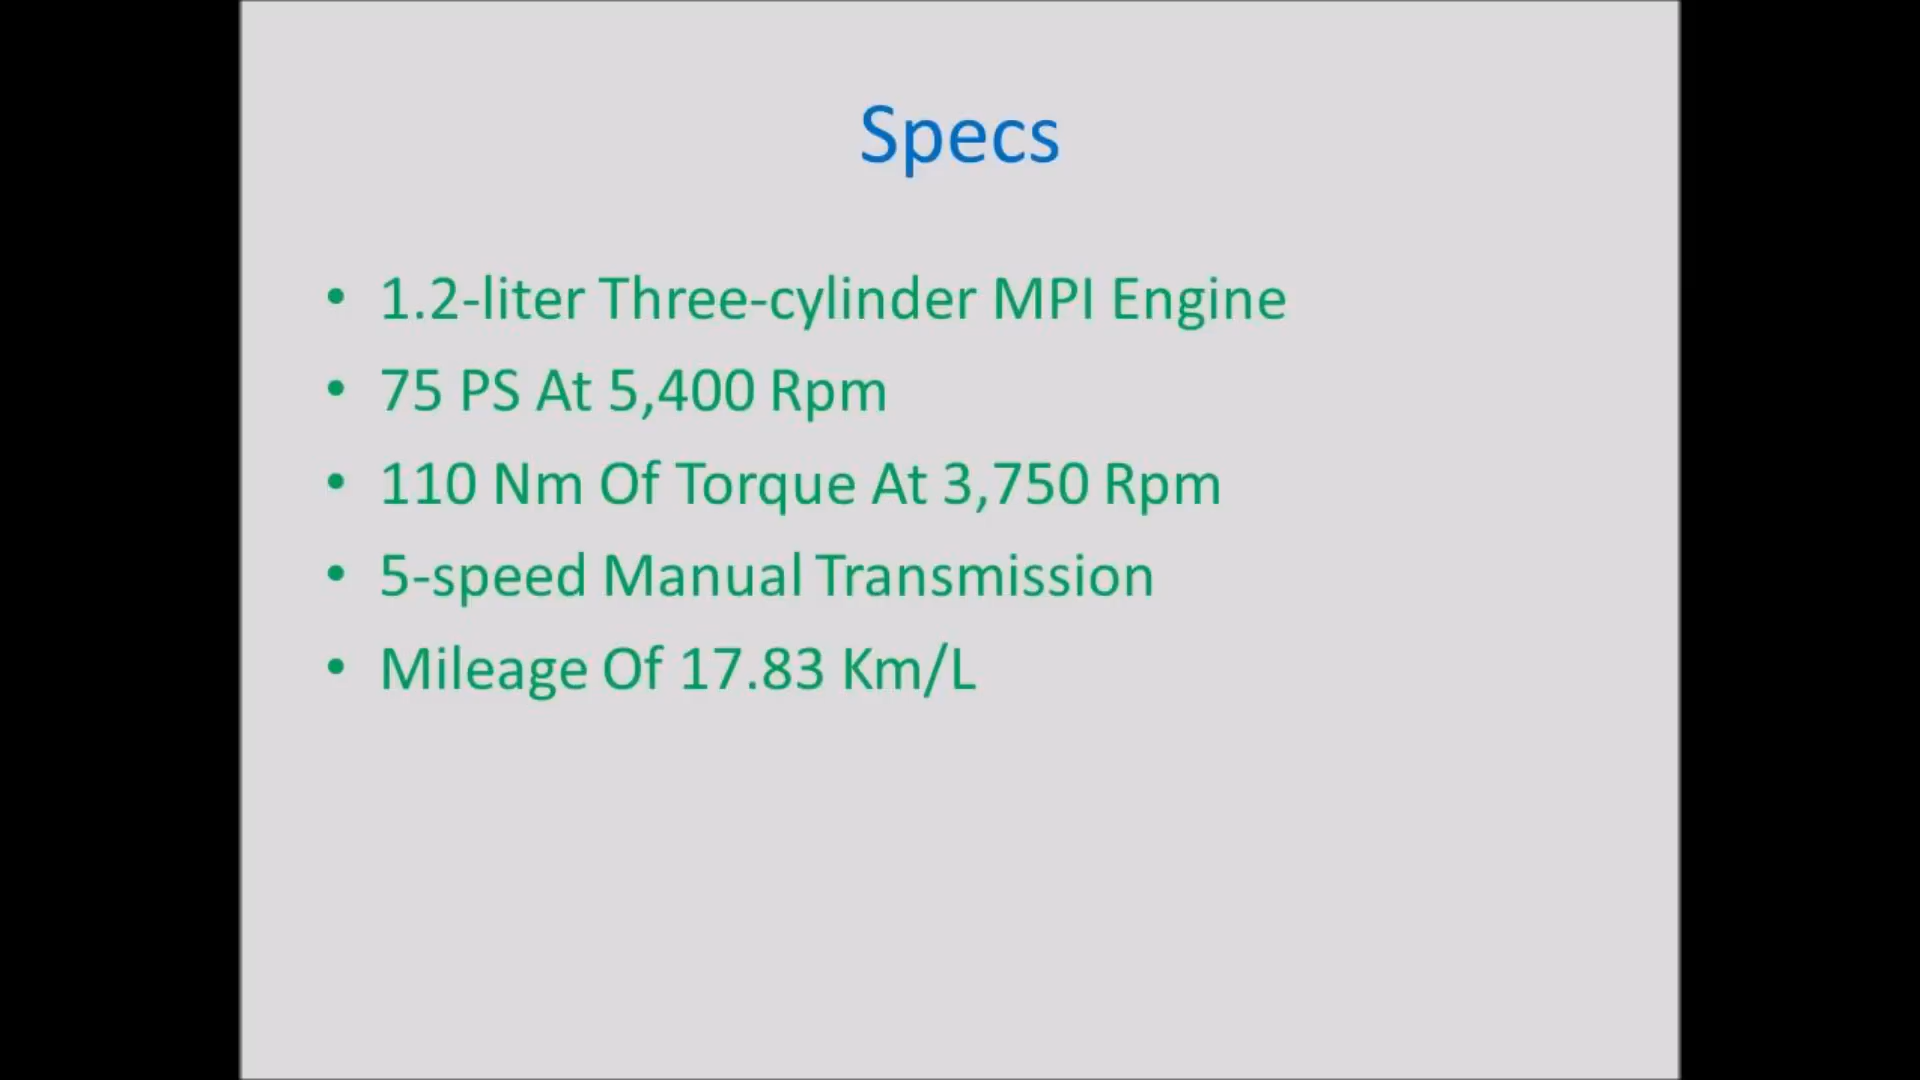 Specs
• 1.2-liter Three-cylinder MPI Engine
• 75 PS At 5,400 Rpm
• 110 Nm Of Torque At 3,750 Rpm
• 5-speed Manual Transmission
• Mileage Of 17.83 Km/L